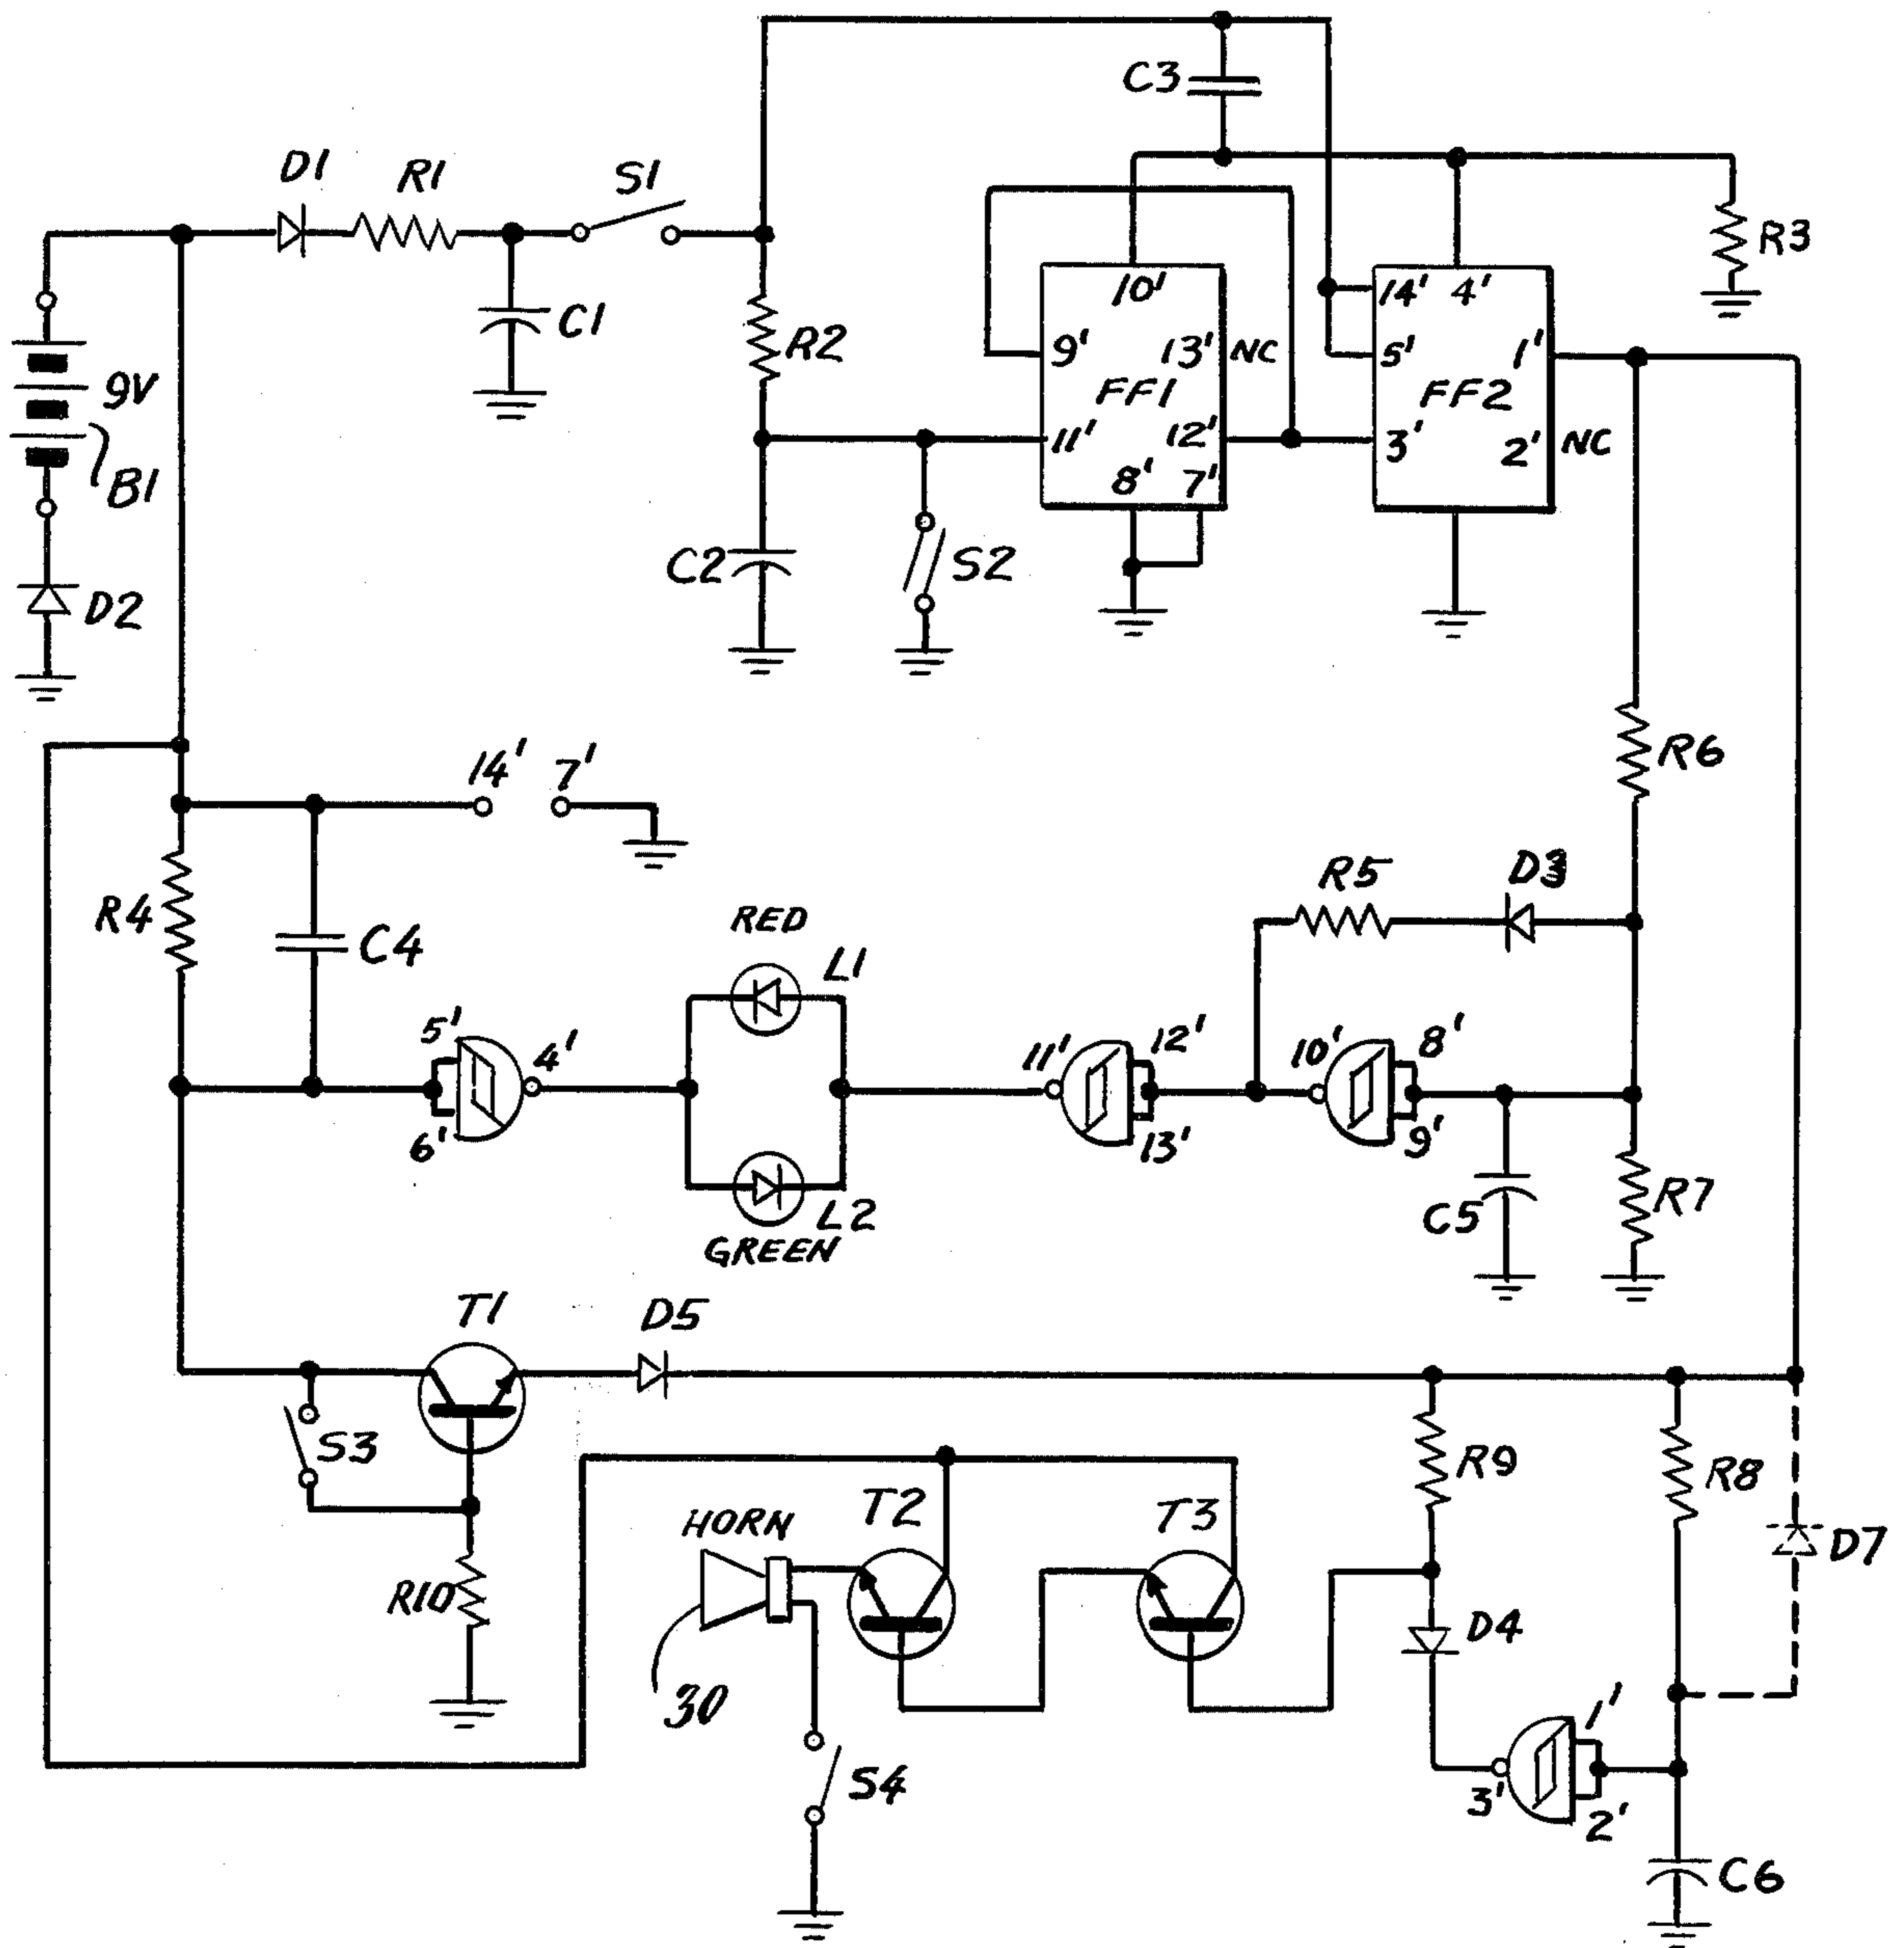 C3
D1
R1
S1
R3
10'
14'
4'
C1
R2
9'
13'
NC
5'
1'
9V
FF1
FF2
11'
12'
3'
2'
NC
8'
7'
B1
C2
S2
D2
R6
14'
7'
R5
D3
R4
RED
C4
L1
5'
4'
11'
12'
10'
8'
6'
13'
9'
R7
L2
C5
GREEN
T1
D5
S3
R9
R8
HORN
T2
T3
D7
R10
D4
30
1'
S4
3'
2'
C6